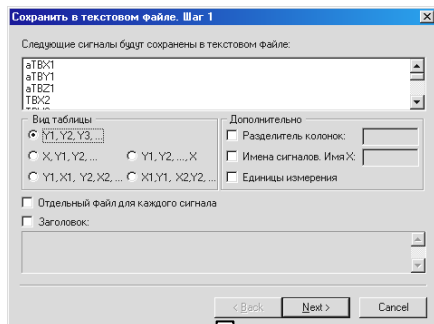 Сохранить в текстовом файле. Шаг 1
Следующие сигналы будут сохранены в текстовом файле:
aTBX1
aTBY1
aTBZ1
TBX2
Вид таблицы
Y1, Y2, Y3, ...
X, Y1, Y2, ...
Y1, Y2, ..., X
Y1, X1, Y2, X2, ...
X1, Y1, X2, Y2, ...
Дополнительно
Разделитель колонок:
Имена сигналов. Имя X:
Единицы измерения
Отдельный файл для каждого сигнала
Заголовок:
< Back
Next >
Cancel